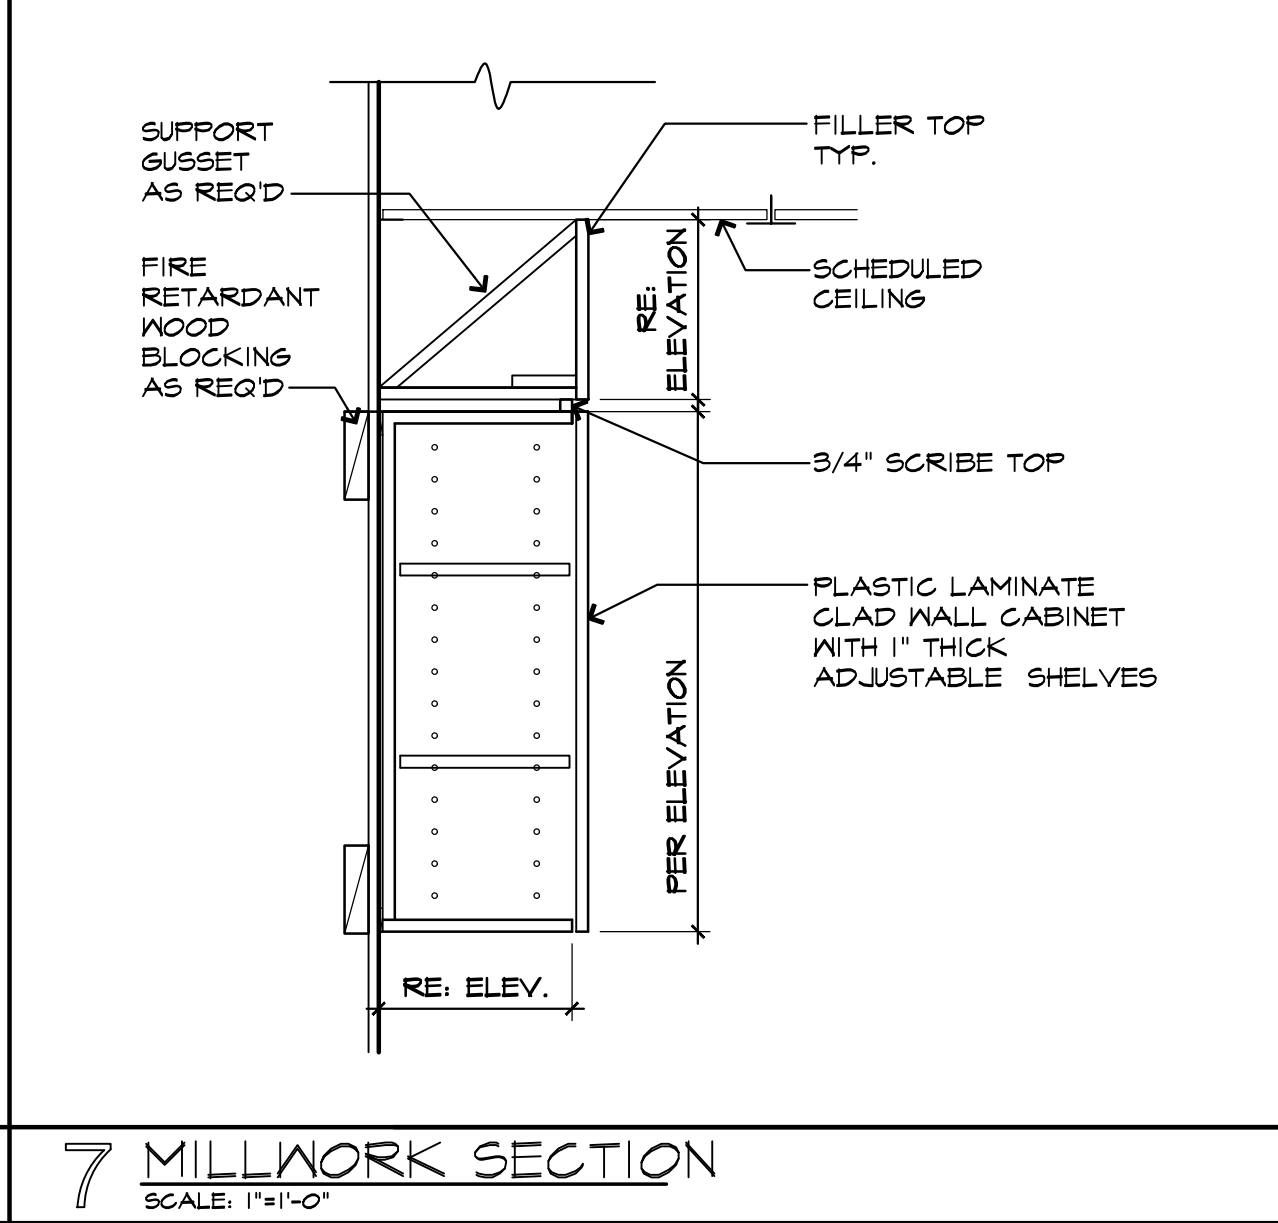 SUPPORT
GUSSET
AS REQ'D
FILLER TOP
TYP.
FIRE
RETARDANT
WOOD
BLOCKING
AS REQ'D
RE:
ELEVATION
SCHEDULED
CEILING
3/4" SCRIBE TOP
PLASTIC LAMINATE
CLAD WALL CABINET
WITH 1" THICK
ADJUSTABLE SHELVES
PER ELEVATION
RE: ELEV.
7 MILLWORK SECTION
SCALE: 1"=1'-0"